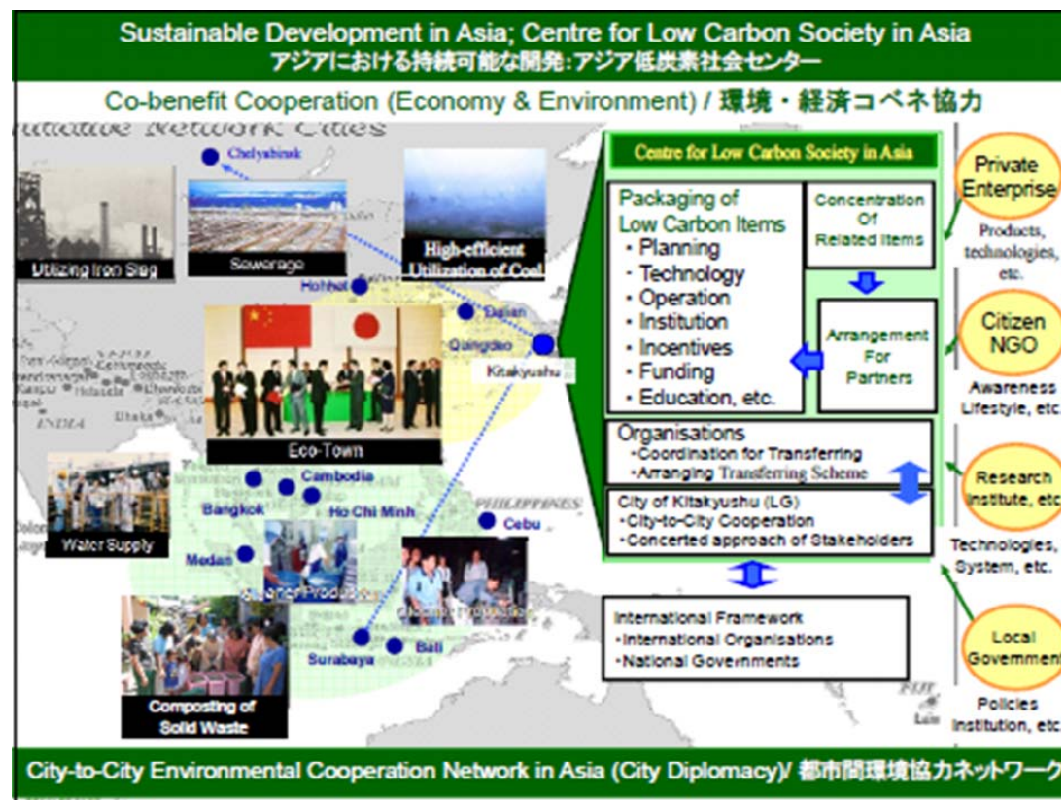 Sustainable Development in Asia; Centre for Low Carbon Society in Asia
アジアにおける持続可能な開発：アジア低炭素社会センター
Co-benefit Cooperation (Economy & Environment) / 環境・経済コベネ協力
Network Cities
Chelyabinsk
Utilizing Iron Slag
Sewerage
High-efficient
Utilization of Coal
Hohhot
Dalian
Qingdao
Kitakyushu
Eco-Town
Dhaka
INDIA
Water Supply
Cambodia
Bangkok
Ho Chi Minh
PHILIPPINES
Cebu
Medan
Surabaya
Bali
Composting of
Solid Waste
Centre for Low Carbon Society in Asia
Packaging of
Low Carbon Items
・Planning
・Technology
・Operation
・Institution
・Incentives
・Funding
・Education, etc.
Concentration
Of
Related Items
Arrangement
For
Partners
Organisations
・Coordination for Transferring
・Arranging Transferring Scheme
City of Kitakyushu (LG)
・City-to-City Cooperation
・Concerted approach of Stakeholders
International Framework
・International Organisations
・National Governments
Private
Enterprise
Products,
technologies,
etc.
Citizen
NGO
Awareness
Lifestyle, etc.
Research
Institute, etc
Technologies,
System, etc.
Local
Government
Policies
Institution, etc.
FIJI
City-to-City Environmental Cooperation Network in Asia (City Diplomacy)/ 都市間環境協力ネットワーク